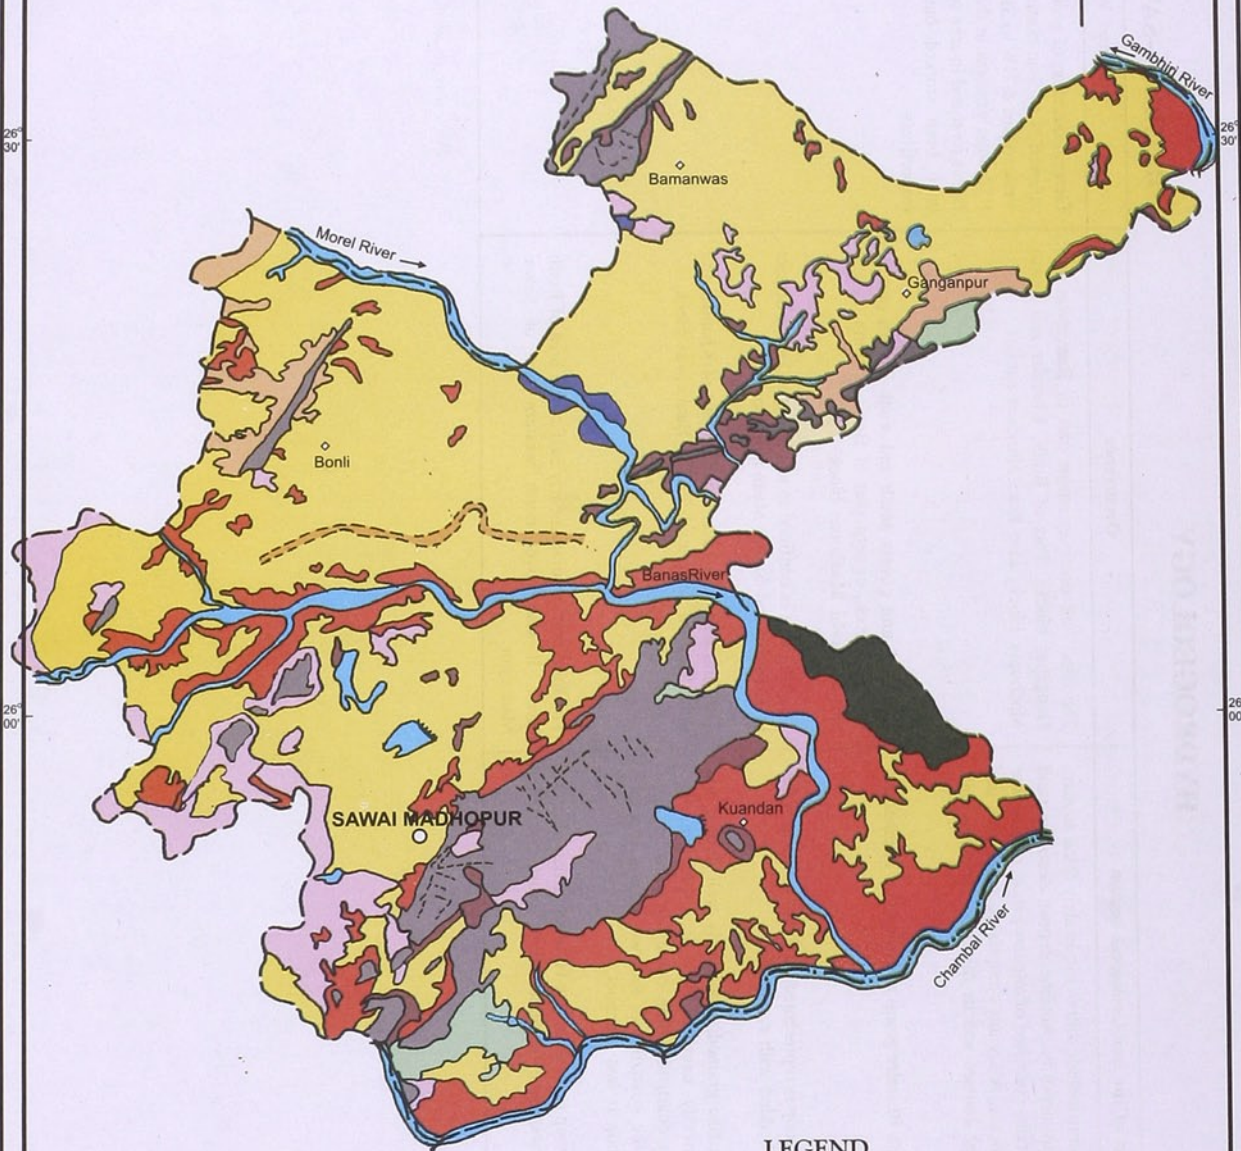 Gambhiri River
26°
30'
26°
30'
Bamanwas
Morel River
Ganganpur
Bonli
BanasRiver
26°
00'
26
00'
SAWAI MADHOPUR
Kuandan
Chambal River
LEGEND